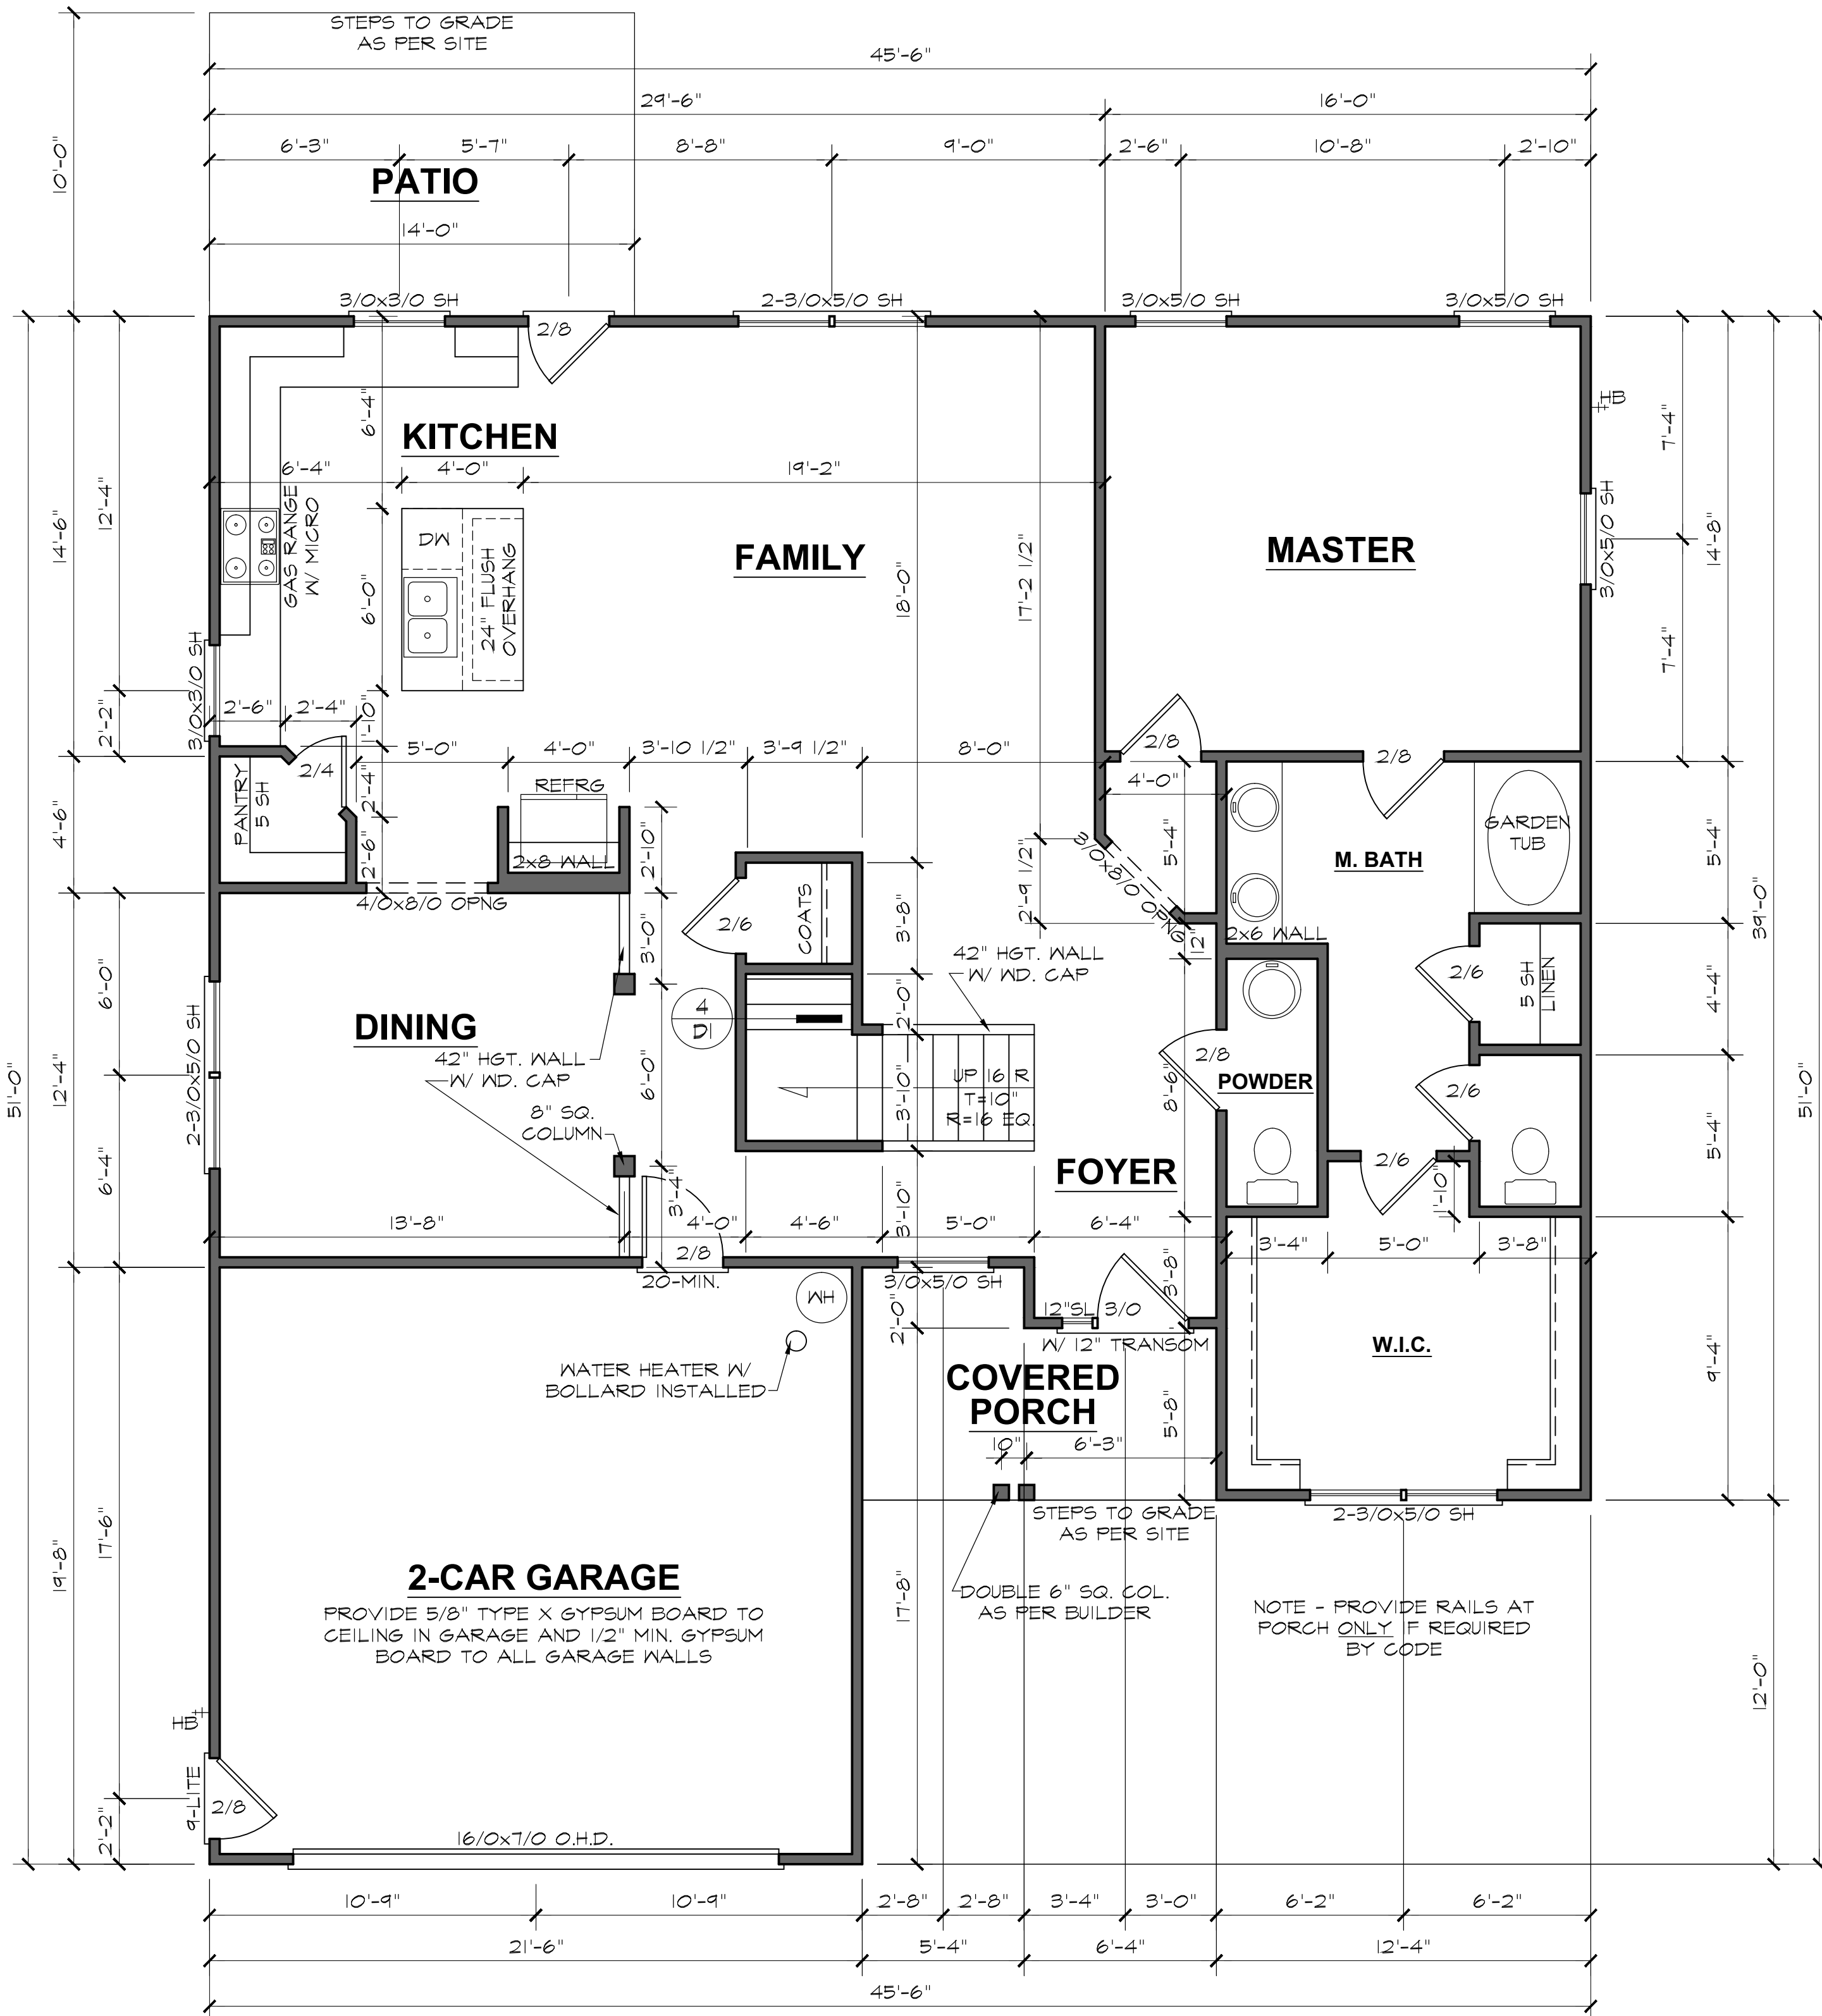 STEPS TO GRADE
AS PER SITE
45'-6"
29'-6"
16'-0"
6'-3"
5'-7"
8'-8"
9'-0"
2'-6"
10'-8"
2'-10"
10'-0"
PATIO
14'-0"
3/0x3/0 SH
2-3/0x5/0 SH
3/0x5/0 SH
3/0x5/0 SH
2/8
HB
6'-4"
KITCHEN
6'-4"
4'-0"
19'-2"
7'-4"
12'-4"
14'-6"
GAS RANGE
W/ MICRO
DW
24" FLUSH
OVERHANG
FAMILY
MASTER
3/0x5/0 SH
14'-8"
6'-0"
18'-0"
17'-2 1/2"
7'-4"
3/0x3/0 SH
2'-2"
2'-6"
2'-4"
1'-0"
5'-0"
4'-0"
3'-10 1/2"
3'-9 1/2"
8'-0"
2/8
2/8
2/4
PANTRY
5 SH
2'-4"
REFRG
4'-0"
4'-6"
2'-6"
2x8 WALL
2'-10"
4/0x8/0 OPNG
3/0x8/0 OPNG
5'-4"
M. BATH
GARDEN
TUB
5'-4"
39'-0"
2/6
COATS
3'-8"
2'-9 1/2"
12"
2x6 WALL
3'-0"
42" HGT. WALL
W/ WD. CAP
2/6
5 SH
LINEN
4'-4"
6'-0"
2-3/0x5/0 SH
DINING
4
D1
2'-0"
42" HGT. WALL
W/ WD. CAP
6'-0"
2/8
POWDER
2/6
51'-0"
12'-4"
8" SQ.
COLUMN
3'-10"
UP 16 R
T=10"
R=16 EQ.
8'-6"
5'-4"
51'-0"
6'-4"
3'-4"
FOYER
2/6
1'-10"
13'-8"
4'-0"
4'-6"
3'-10"
5'-0"
6'-4"
3'-4"
5'-0"
3'-8"
2/8
20-MIN.
3/0x5/0 SH
3'-8"
WH
2'-0"
12"SL
3/0
W/ 12" TRANSOM
W.I.C.
WATER HEATER W/
BOLLARD INSTALLED
COVERED
PORCH
5'-8"
9'-4"
10"
6'-3"
STEPS TO GRADE
AS PER SITE
2-3/0x5/0 SH
19'-8"
17'-6"
2-CAR GARAGE
PROVIDE 5/8" TYPE X GYPSUM BOARD TO
CEILING IN GARAGE AND 1/2" MIN. GYPSUM
BOARD TO ALL GARAGE WALLS
17'-8"
DOUBLE 6" SQ. COL.
AS PER BUILDER
NOTE - PROVIDE RAILS AT
PORCH ONLY IF REQUIRED
BY CODE
12'-0"
HB
9-LITE
2/8
2'-2"
16/0x7/0 O.H.D.
10'-9"
10'-9"
2'-8"
2'-8"
3'-4"
3'-0"
6'-2"
6'-2"
21'-6"
5'-4"
6'-4"
12'-4"
45'-6"